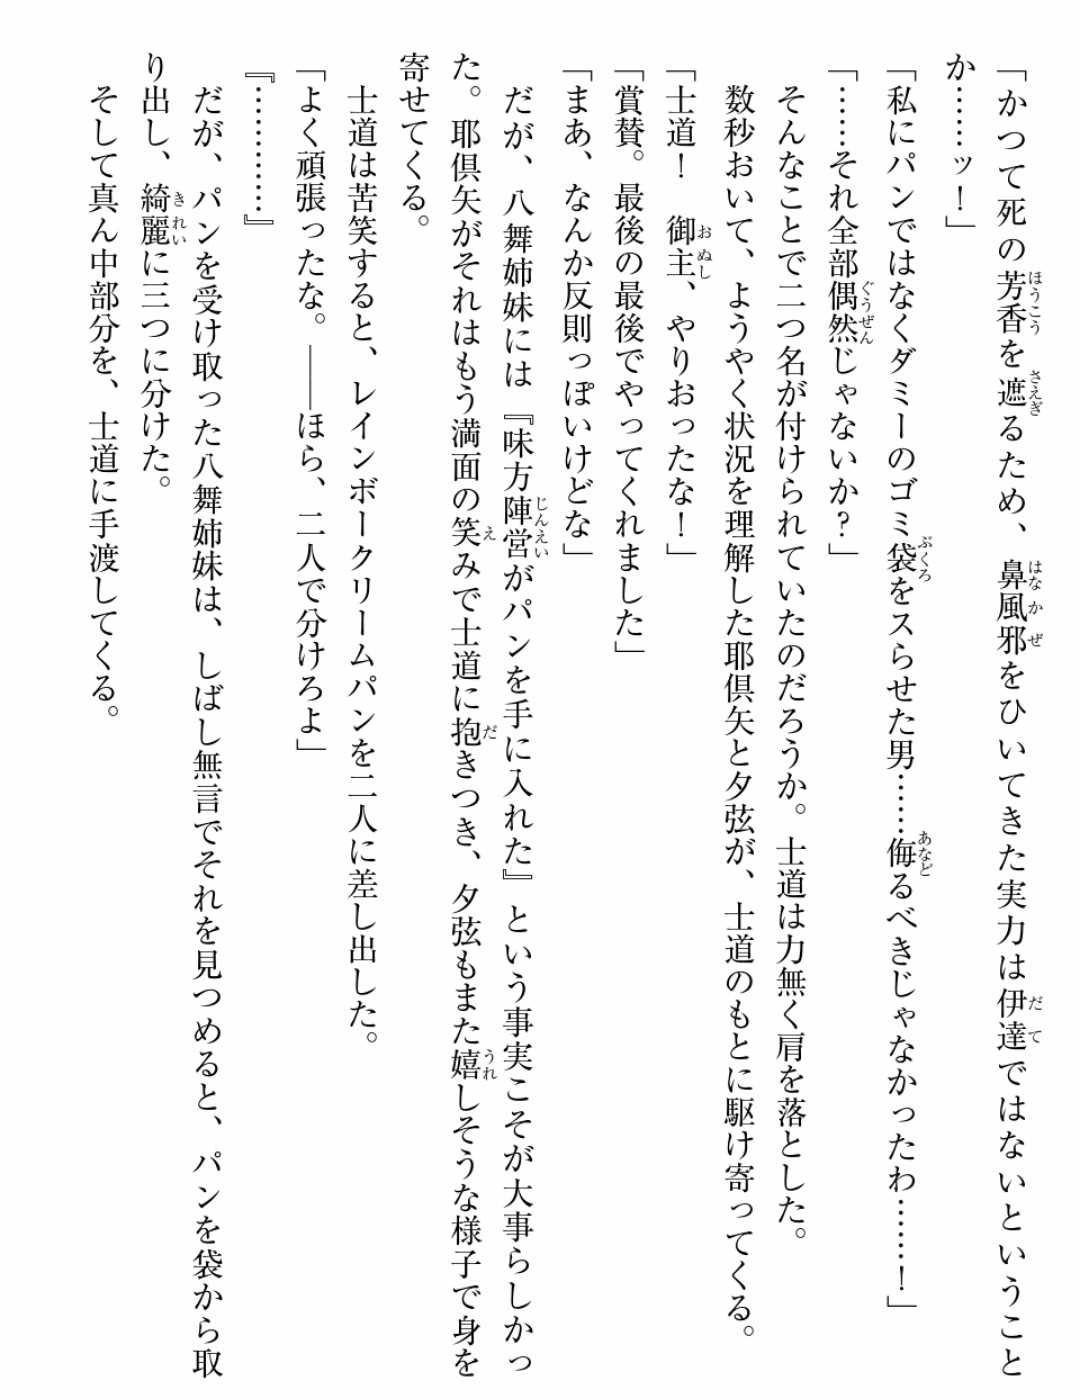 「かつて死の芳香を遮るため、鼻風邪をひいてきた実力は伊達ではないということ
か……ッ！」
「私にパンではなくダミーのゴミ袋をスらせた男……侮るべきじゃなかったわ……！」
「……それ全部偶然じゃないか？」
そんなことで二つ名が付けられていたのだろうか。士道は力無く肩を落とした。
数秒おいて、ようやく状況を理解した耶倶矢と夕弦が、士道のもとに駆け寄ってくる。
「士道！　御主、やりおったな！」
「賞賛。最後の最後でやってくれました」
「まあ、なんか反則っぽいけどな」
だが、八舞姉妹には『味方陣営がパンを手に入れた』という事実こそが大事らしかっ
た。耶倶矢がそれはもう満面の笑みで士道に抱きつき、夕弦もまた嬉しそうな様子で身を
寄せてくる。
士道は苦笑すると、レインボークリームパンを二人に差し出した。
「よく頑張ったな。――ほら、二人で分けろよ」
『…………』
だが、パンを受け取った八舞姉妹は、しばし無言でそれを見つめると、パンを袋から取
り出し、綺麗に三つに分けた。
そして真ん中部分を、士道に手渡してくる。